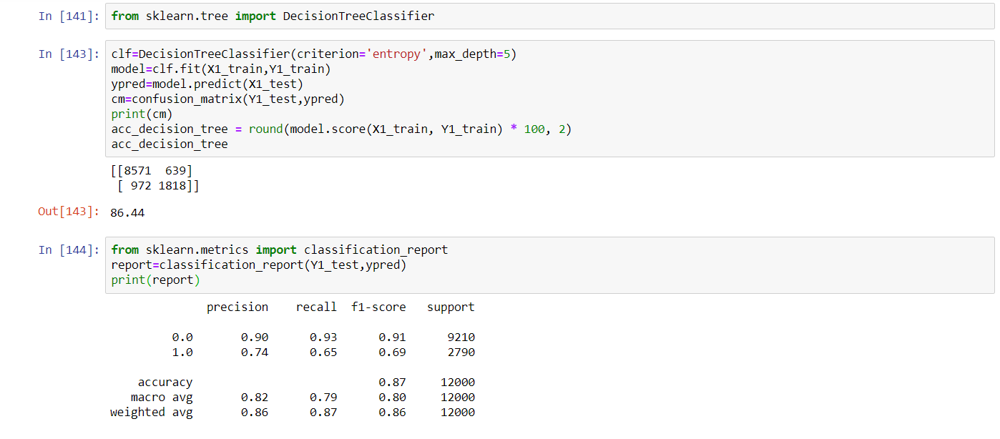 In [141]: from sklearn.tree import DecisionTreeClassifier
In [143]: clf=DecisionTreeClassifier(criterion='entropy',max_depth=5)
model=clf.fit(X1_train,Y1_train)
ypred=model.predict(X1_test)
cm=confusion_matrix(Y1_test,ypred)
print(cm)
acc_decision_tree = round(model.score(X1_train, Y1_train) * 100, 2)
acc_decision_tree
[[8571  639]
 [ 972 1818]]
Out[143]: 86.44
In [144]: from sklearn.metrics import classification_report
report=classification_report(Y1_test,ypred)
print(report)
precision    recall  f1-score   support
0.0       0.90      0.93      0.91      9210
1.0       0.74      0.65      0.69      2790
accuracy                           0.87     12000
macro avg       0.82      0.79      0.80     12000
weighted avg       0.86      0.87      0.86     12000